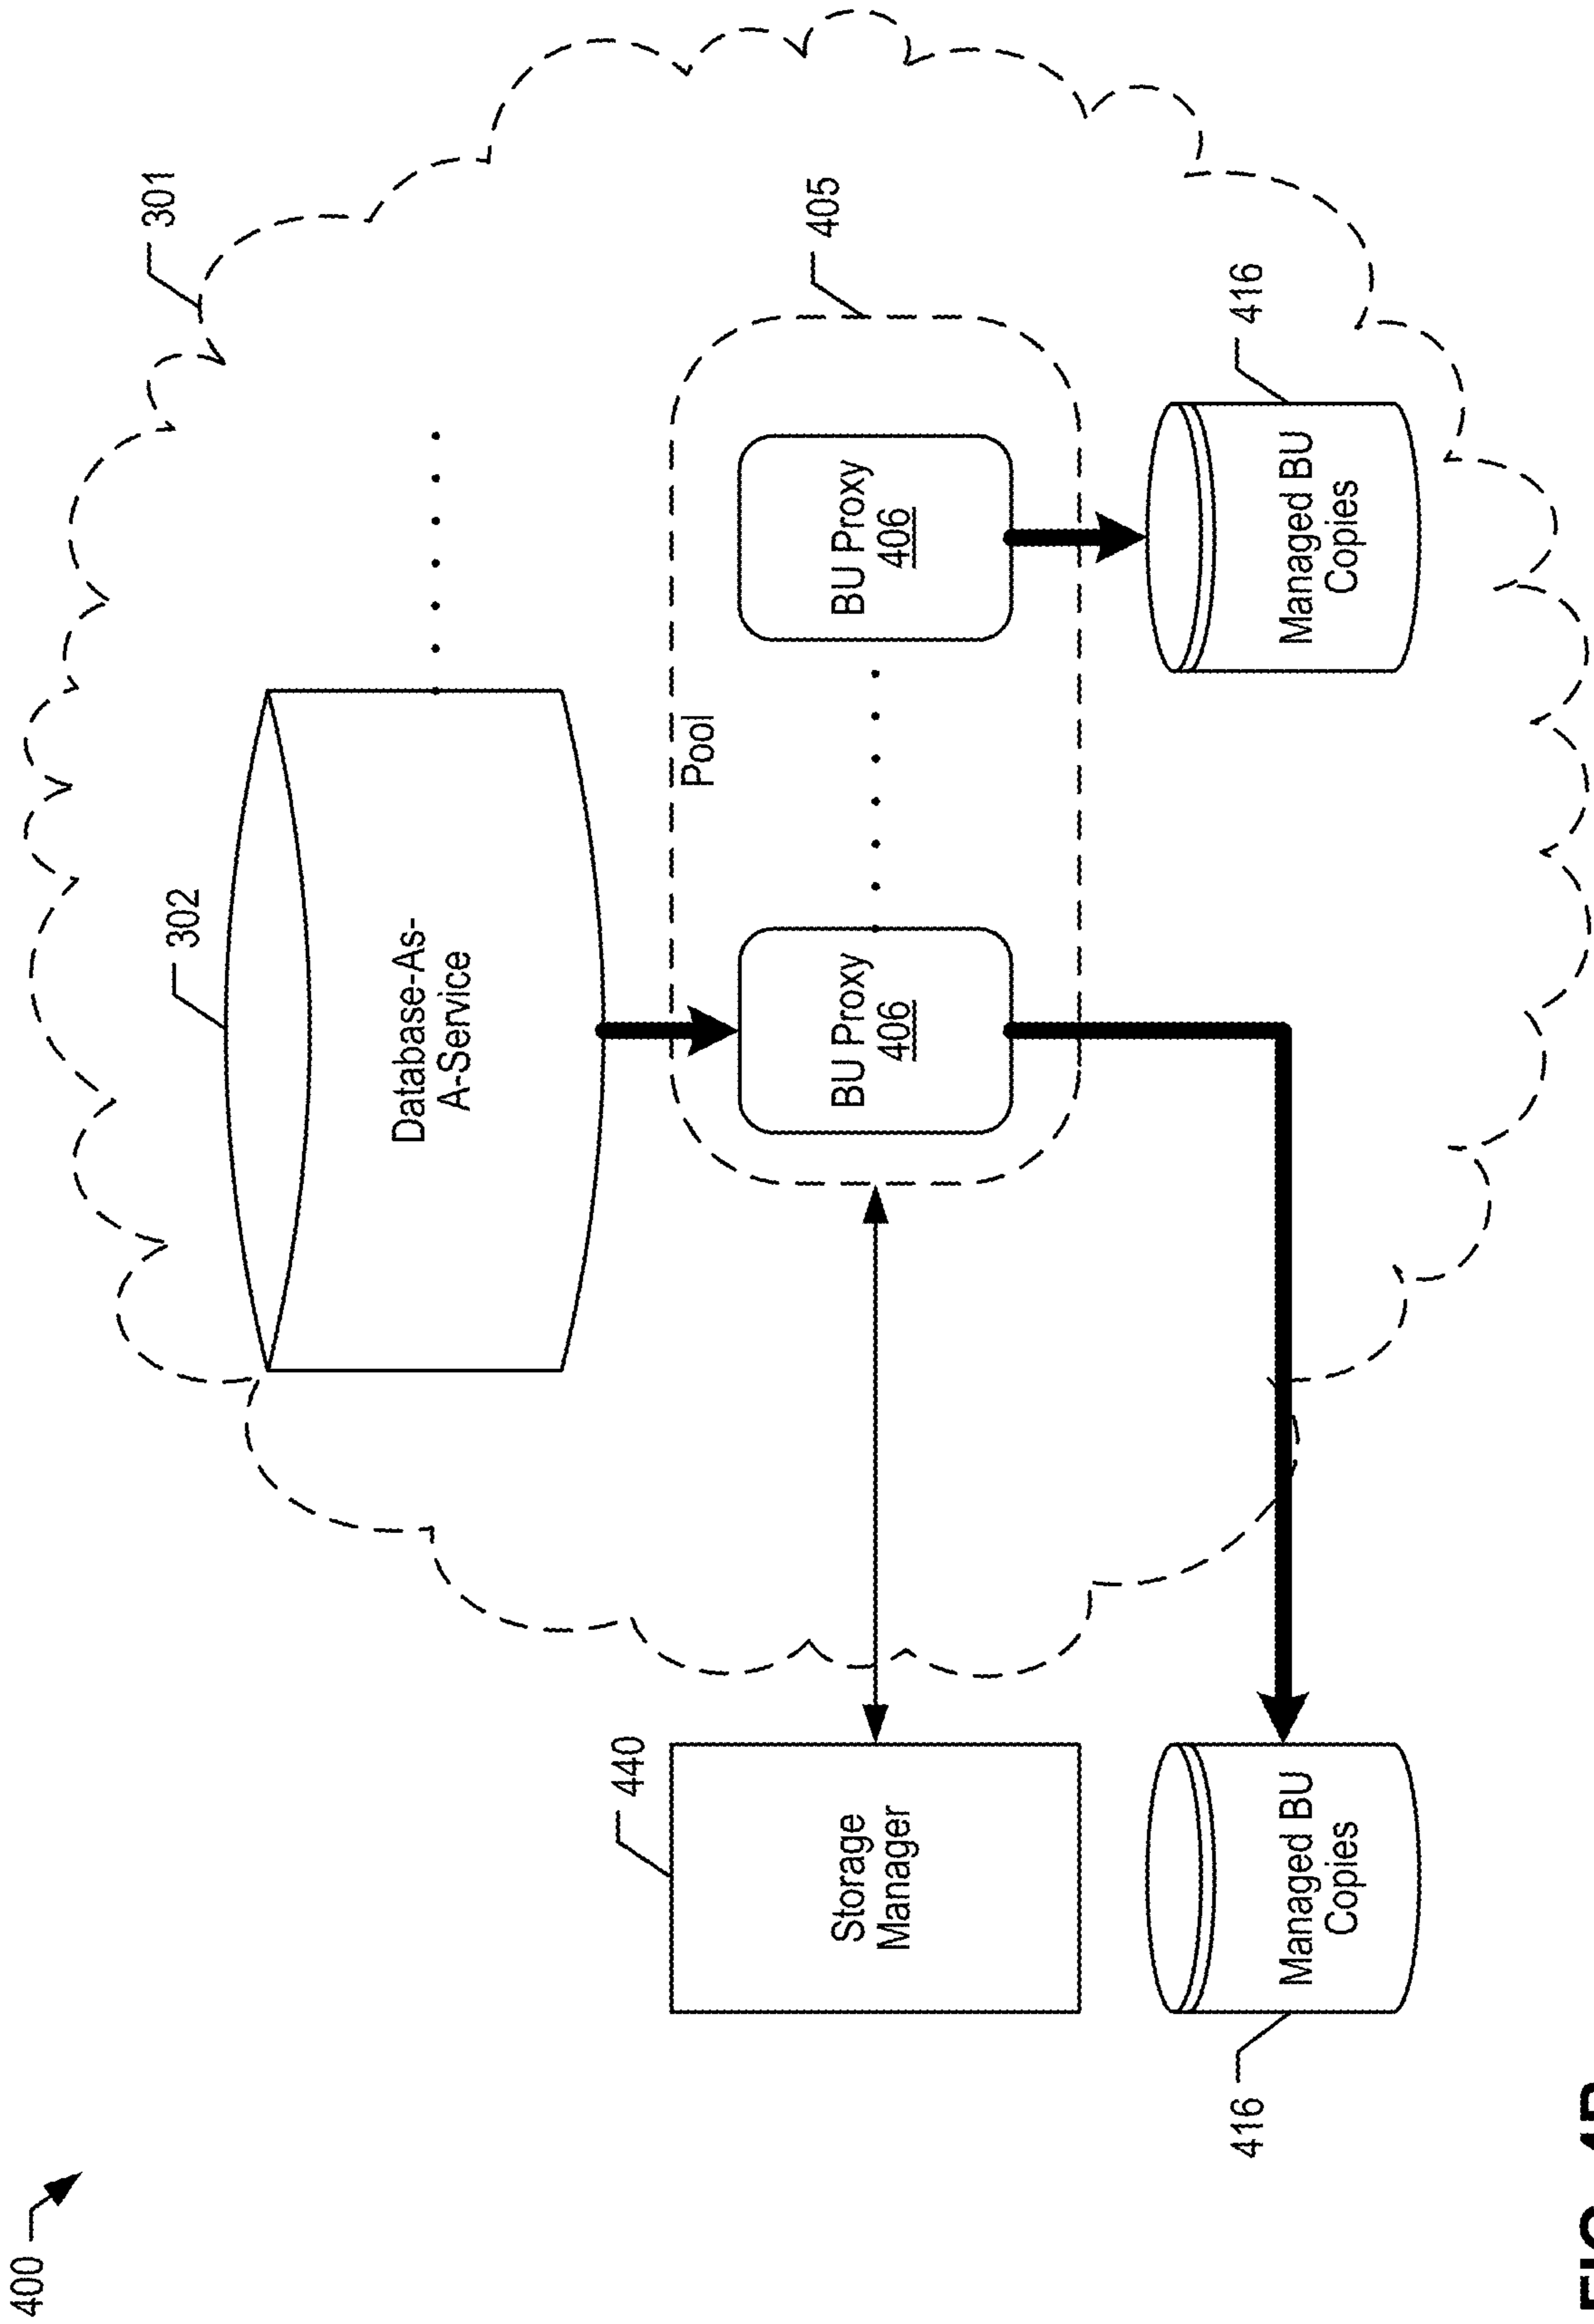 400
301
302
Database-As-
A-Service
440
Pool
405
Storage
Manager
BU Proxy
406
BU Proxy
406
416
Managed BU
Copies
416
Managed BU
Copies